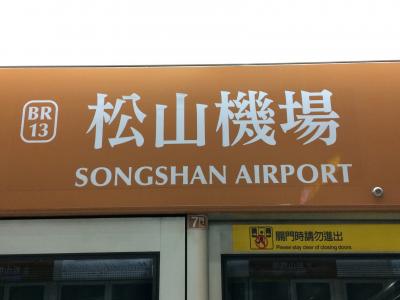 BR
13
松山機場
SONGSHAN AIRPORT
關門時請勿進出
Please stay clear of closing doors.